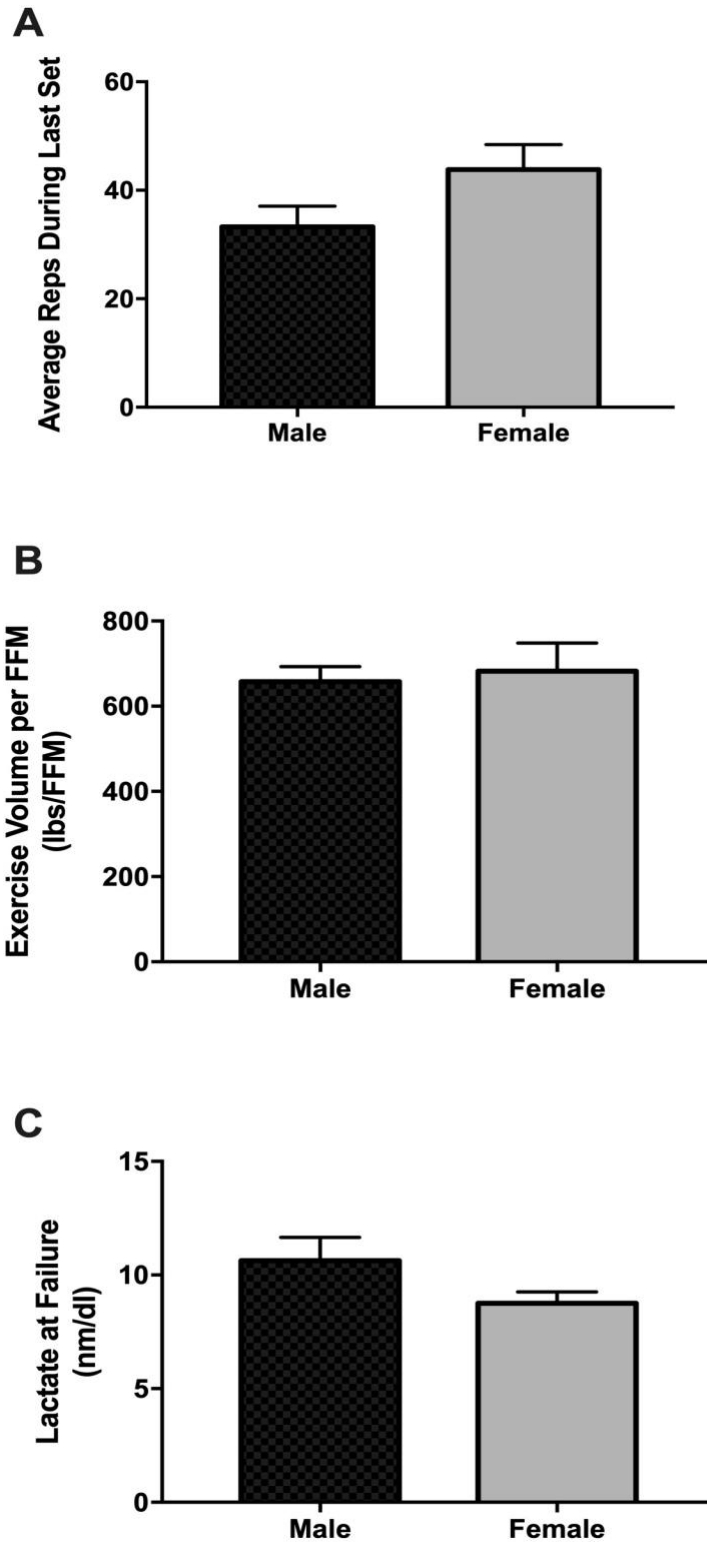 A
Average Reps During Last Set
60
40
20
0
Male Female
B
Exercise Volume per FFM
(lbs/FFM)
800
600
400
200
0
Male Female
C
Lactate at Failure
(nm/dl)
15
10
5
0
Male Female